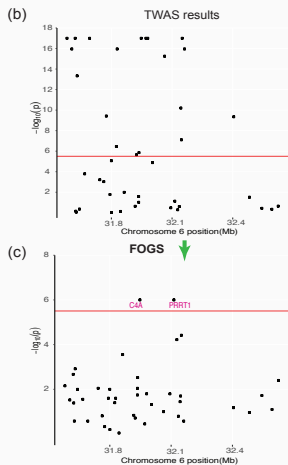 (b) TWAS results
18
16
14
12
10
8
6
4
2
−log₁₀(p)
31.8 32.1 32.4
Chromosome 6 position(Mb)
(c) FOGS
8
6
4
2
−log₁₀(p)
C4A PRRT1
31.8 32.1 32.4
Chromosome 6 position(Mb)